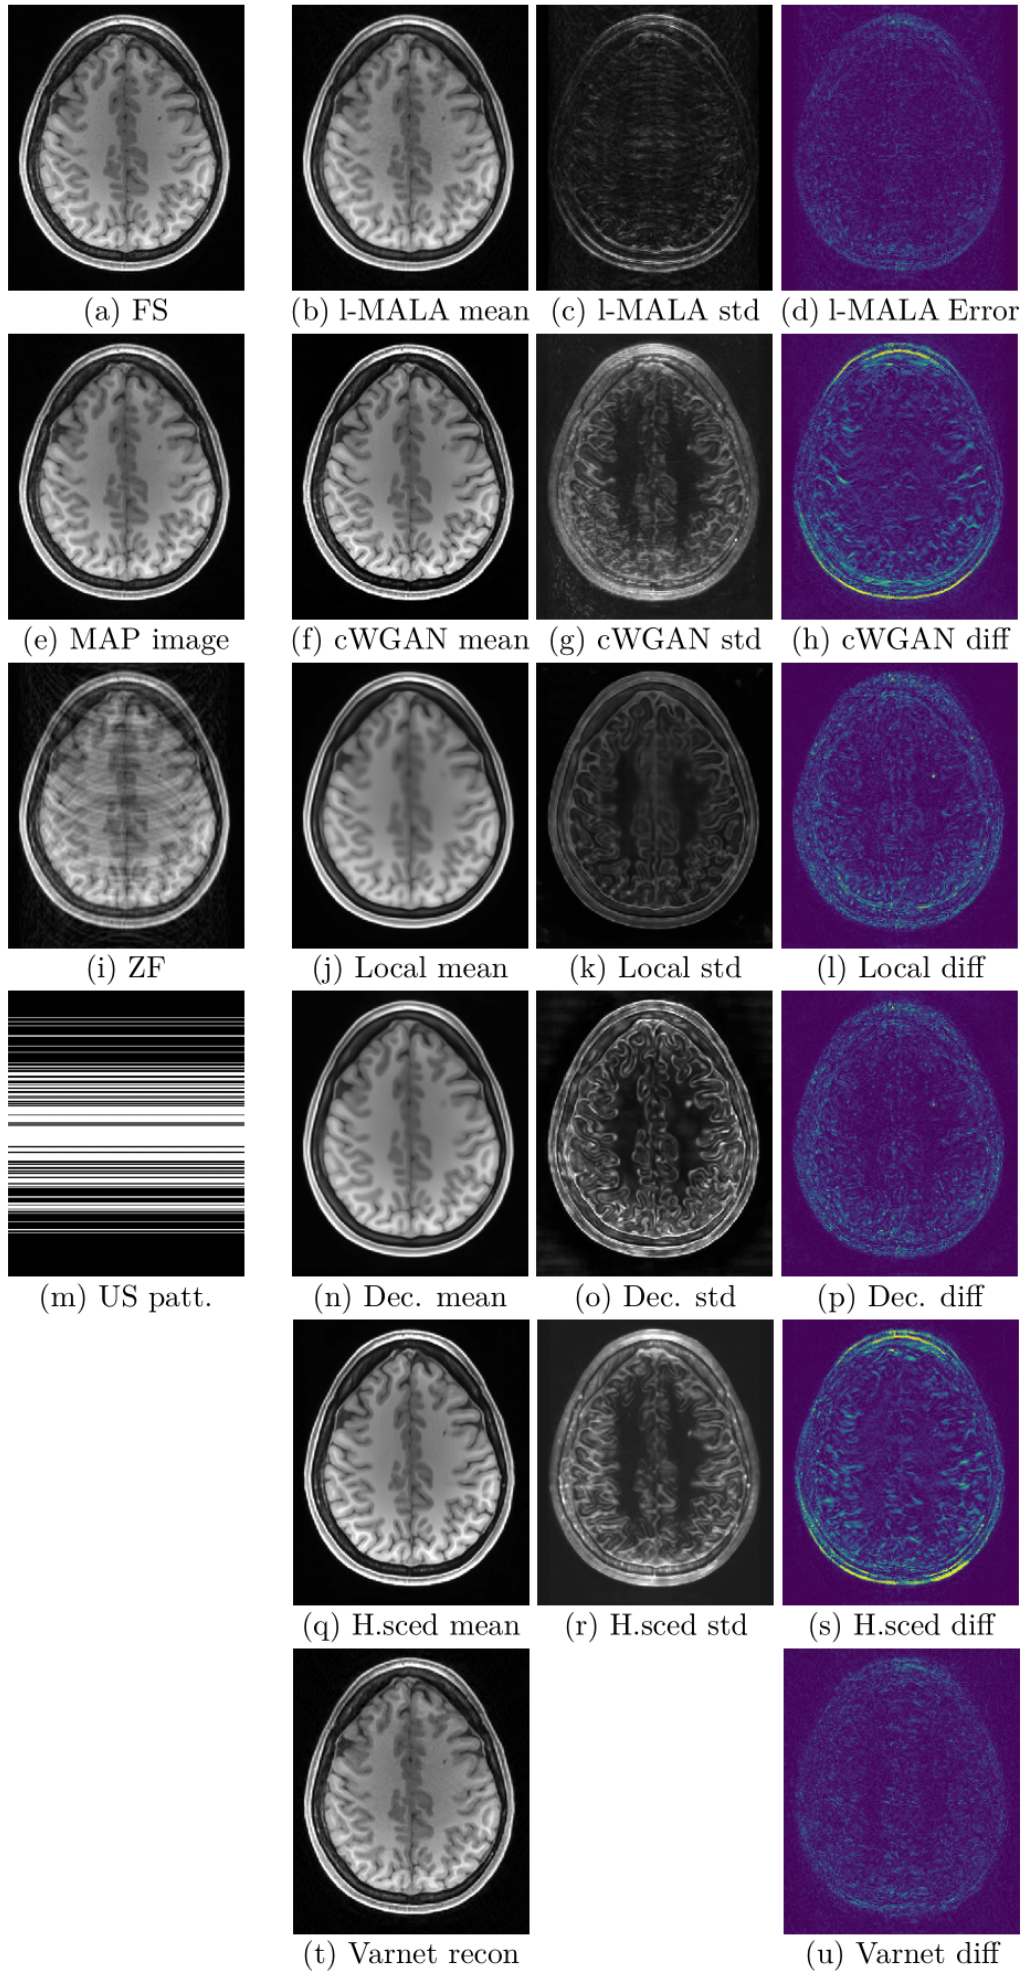 (a) FS
(b) l-MALA mean
(c) l-MALA std
(d) l-MALA Error
(e) MAP image
(f) cWGAN mean
(g) cWGAN std
(h) cWGAN diff
(i) ZF
(j) Local mean
(k) Local std
(l) Local diff
(m) US patt.
(n) Dec. mean
(o) Dec. std
(p) Dec. diff
(q) H.sced mean
(r) H.sced std
(s) H.sced diff
(t) Varnet recon
(u) Varnet diff